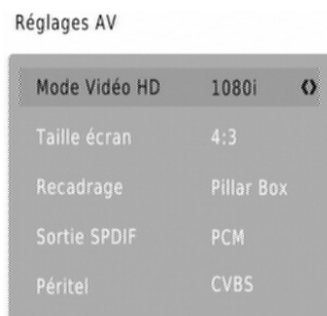 Réglages AV
Mode Vidéo HD 1080i
Taille écran 4:3
Recadrage Pillar Box
Sortie SPDIF PCM
Péritel CVBS